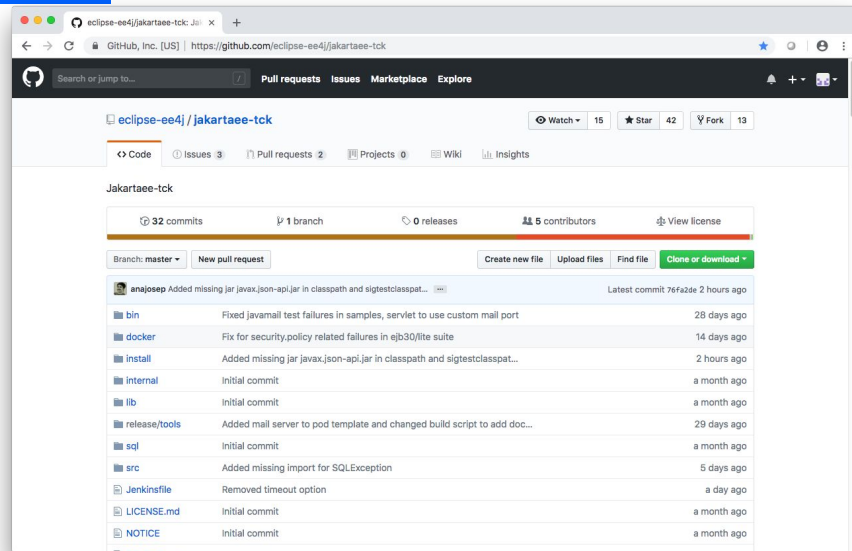 eclipse-ee4j/jakartaee-tck: Jak
GitHub, Inc. [US] | https://github.com/eclipse-ee4j/jakartaee-tck
Search or jump to... / Pull requests Issues Marketplace Explore
eclipse-ee4j / jakartaee-tck Watch 15 Star 42 Fork 13
Code Issues 3 Pull requests 2 Projects 0 Wiki Insights
Jakartaee-tck
32 commits 1 branch 0 releases 5 contributors View license
Branch: master New pull request Create new file Upload files Find file Clone or download
anajosep Added missing jar javax.json-api.jar in classpath and sigtestclasspat... Latest commit 76fa2de 2 hours ago
bin Fixed javamail test failures in samples, servlet to use custom mail port 28 days ago
docker Fix for security.policy related failures in ejb30/lite suite 14 days ago
install Added missing jar javax.json-api.jar in classpath and sigtestclasspat... 2 hours ago
internal Initial commit a month ago
lib Initial commit a month ago
release/tools Added mail server to pod template and changed build script to add doc... 29 days ago
sql Initial commit a month ago
src Added missing import for SQLException 5 days ago
Jenkinsfile Removed timeout option a day ago
LICENSE.md Initial commit a month ago
NOTICE Initial commit a month ago